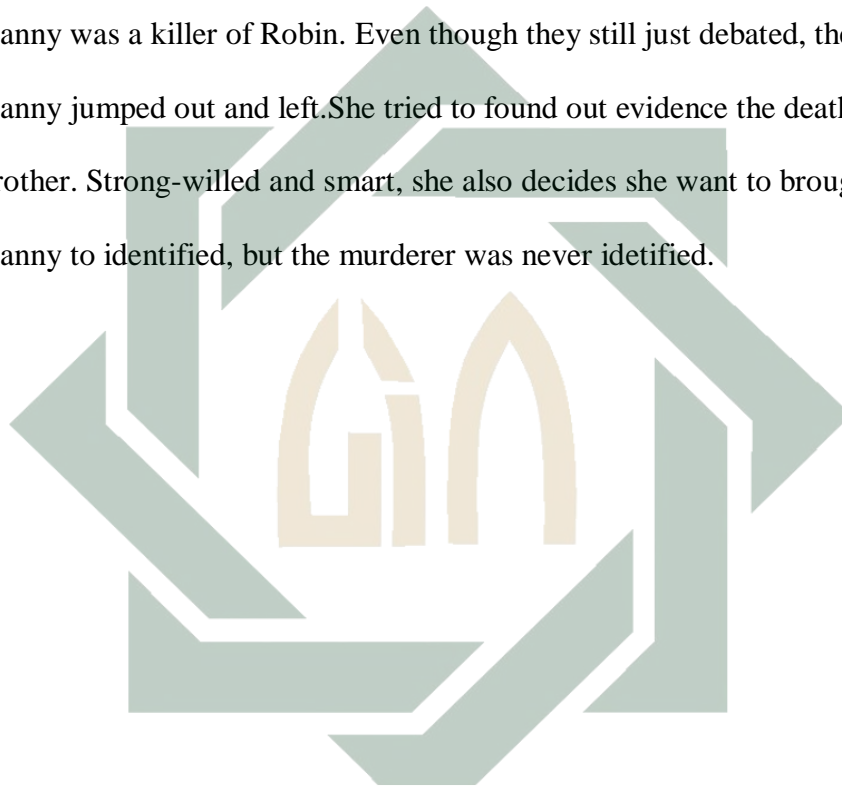 anny was a killer of Robin. Even though they still just debated, the
anny jumped out and left.She tried to found out evidence the death
rother. Strong-willed and smart, she also decides she want to broug
anny to identified, but the murderer was never idetified.